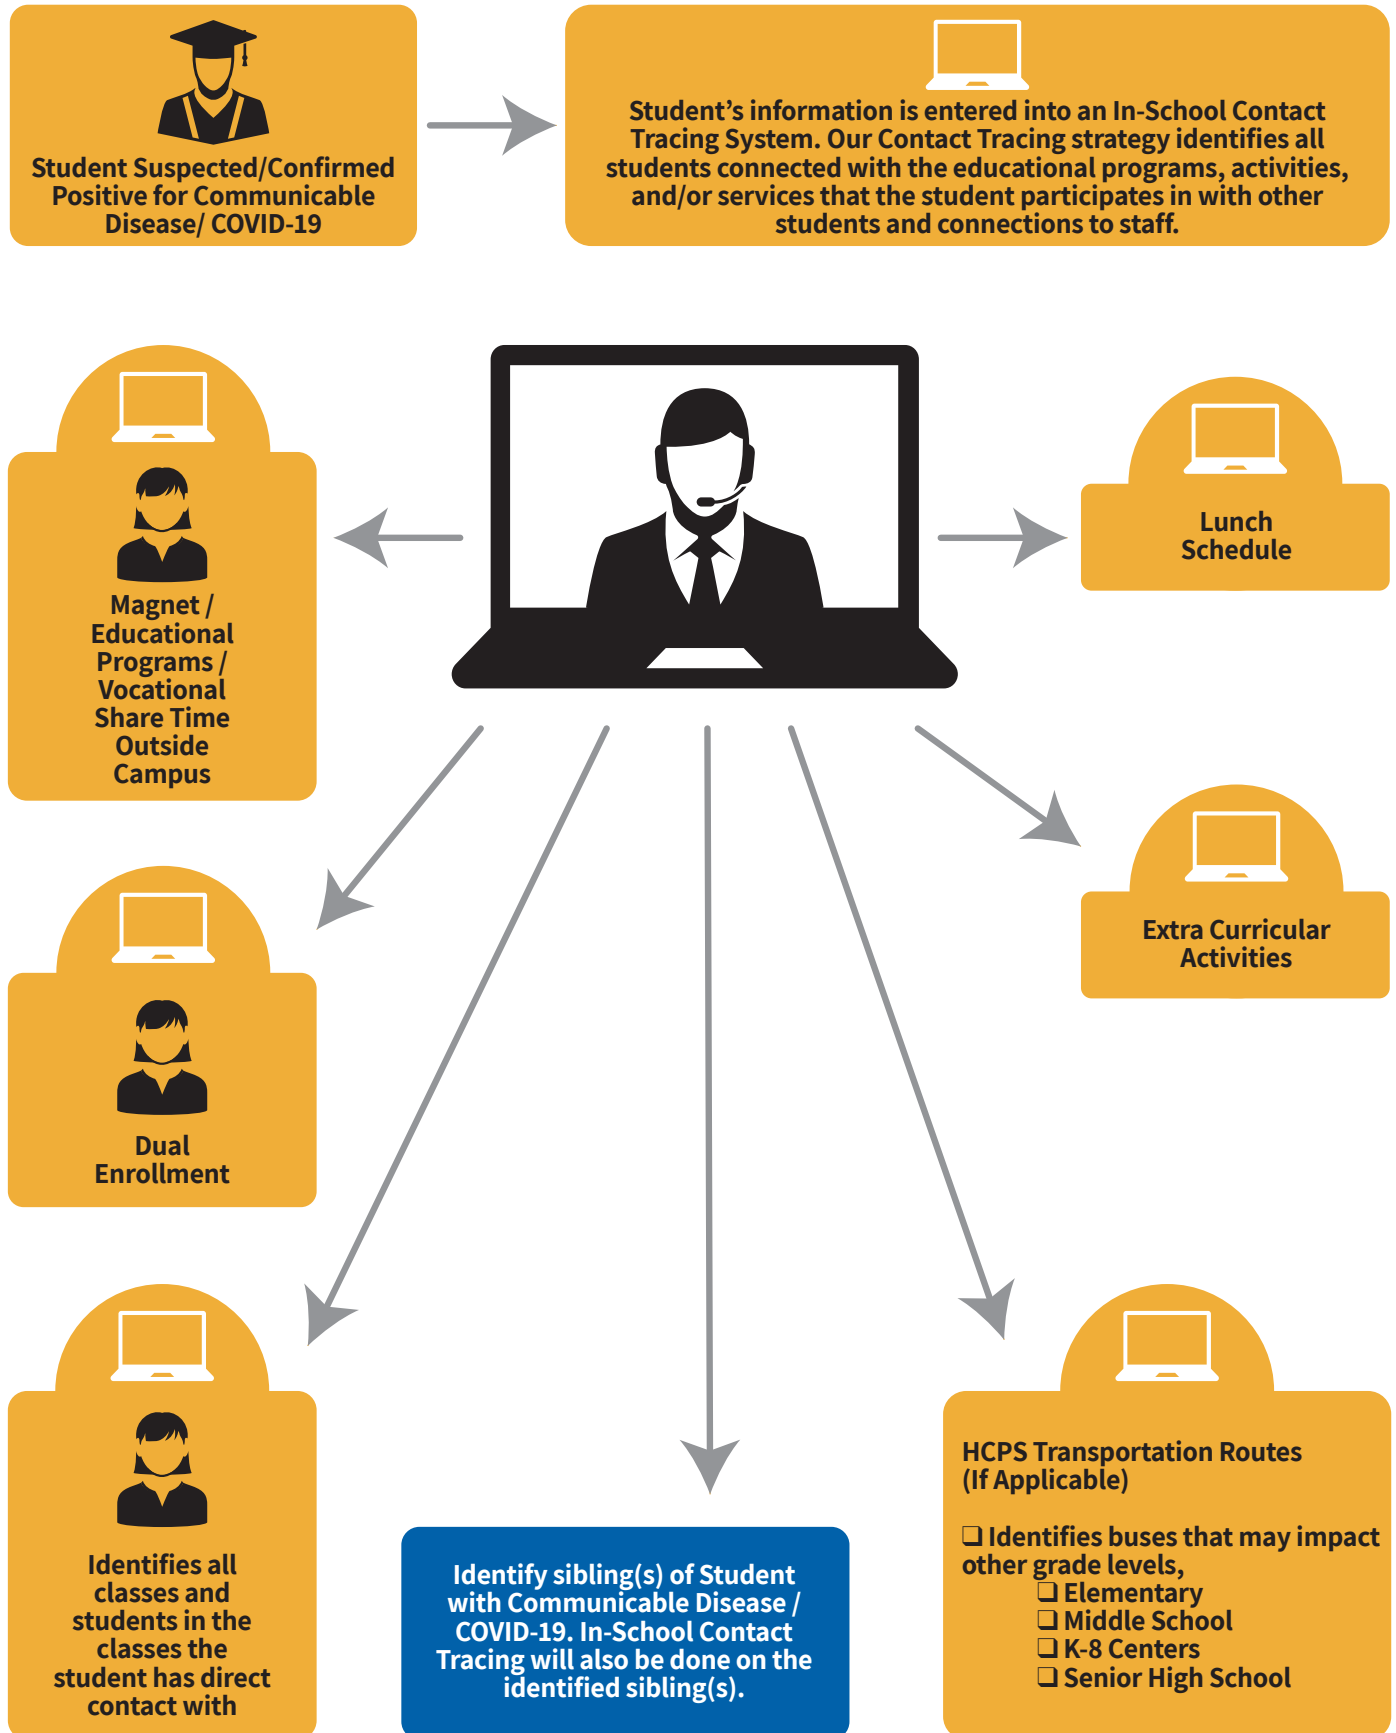 Student Suspected/Confirmed
Positive for Communicable
Disease/ COVID-19
Student's information is entered into an In-School Contact
Tracing System. Our Contact Tracing strategy identifies all
students connected with the educational programs, activities,
and/or services that the student participates in with other
students and connections to staff.
Magnet /
Educational
Programs /
Vocational
Share Time
Outside
Campus
Lunch
Schedule
Extra Curricular
Activities
Dual
Enrollment
Identifies all
classes and
students in the
classes the
student has direct
contact with
Identify sibling(s) of Student
with Communicable Disease /
COVID-19. In-School Contact
Tracing will also be done on the
identified sibling(s).
HCPS Transportation Routes
(If Applicable)
❏ Identifies buses that may impact
other grade levels,
❏ Elementary
❏ Middle School
❏ K-8 Centers
❏ Senior High School